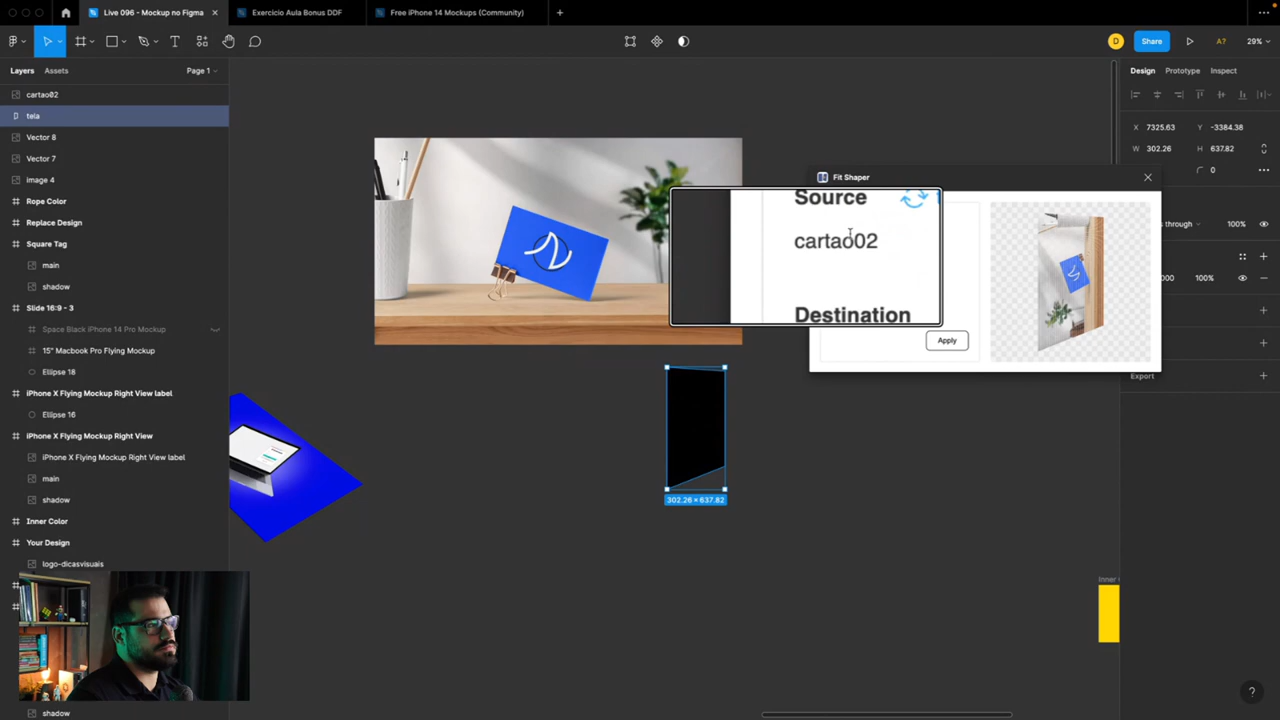 Live 096 - Mockup no Figma
Exercício Aula Bonus DDF
Free iPhone 14 Mockups (Community)
D
Share
A?
29%
Layers
Assets
Page 1
Design
Prototype
Inspect
cartao02
tela
Vector 8
Vector 7
image 4
Rope Color
Replace Design
Square Tag
main
shadow
Slide 16:9 - 3
Space Black iPhone 14 Pro Mockup
15" Macbook Pro Flying Mockup
Ellipse 18
iPhone X Flying Mockup Right View label
Ellipse 16
iPhone X Flying Mockup Right View
iPhone X Flying Mockup Right View label
main
shadow
Inner Color
Your Design
logo-dicasvisuais
shadow
X 7325.63
Y -3384.38
W 302.26
H 637.82
0
s through
100%
000
100%
Export
Fit Shaper
Source
cartao02
Destination
Apply
302.26 × 637.82
Inner
?